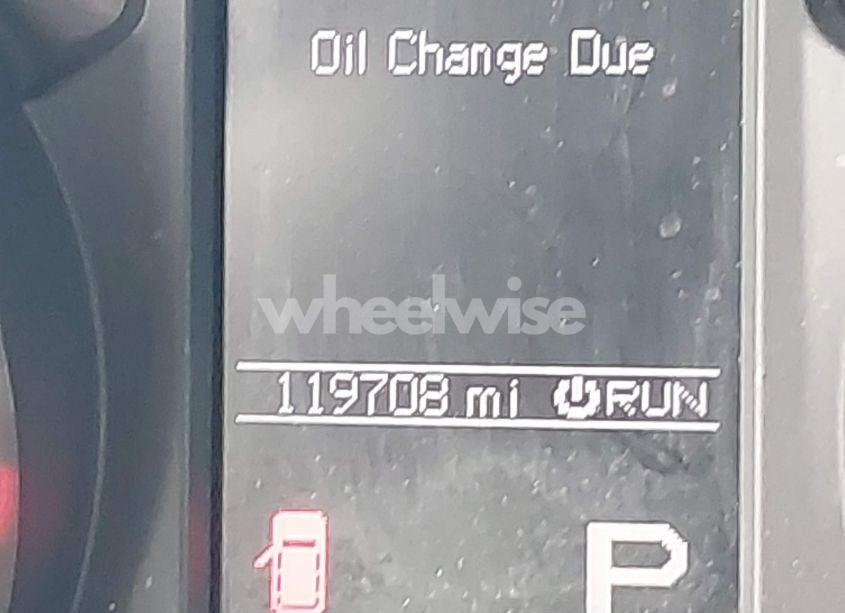 Oil Change Due
wheelwise
119708 mi RUN
P